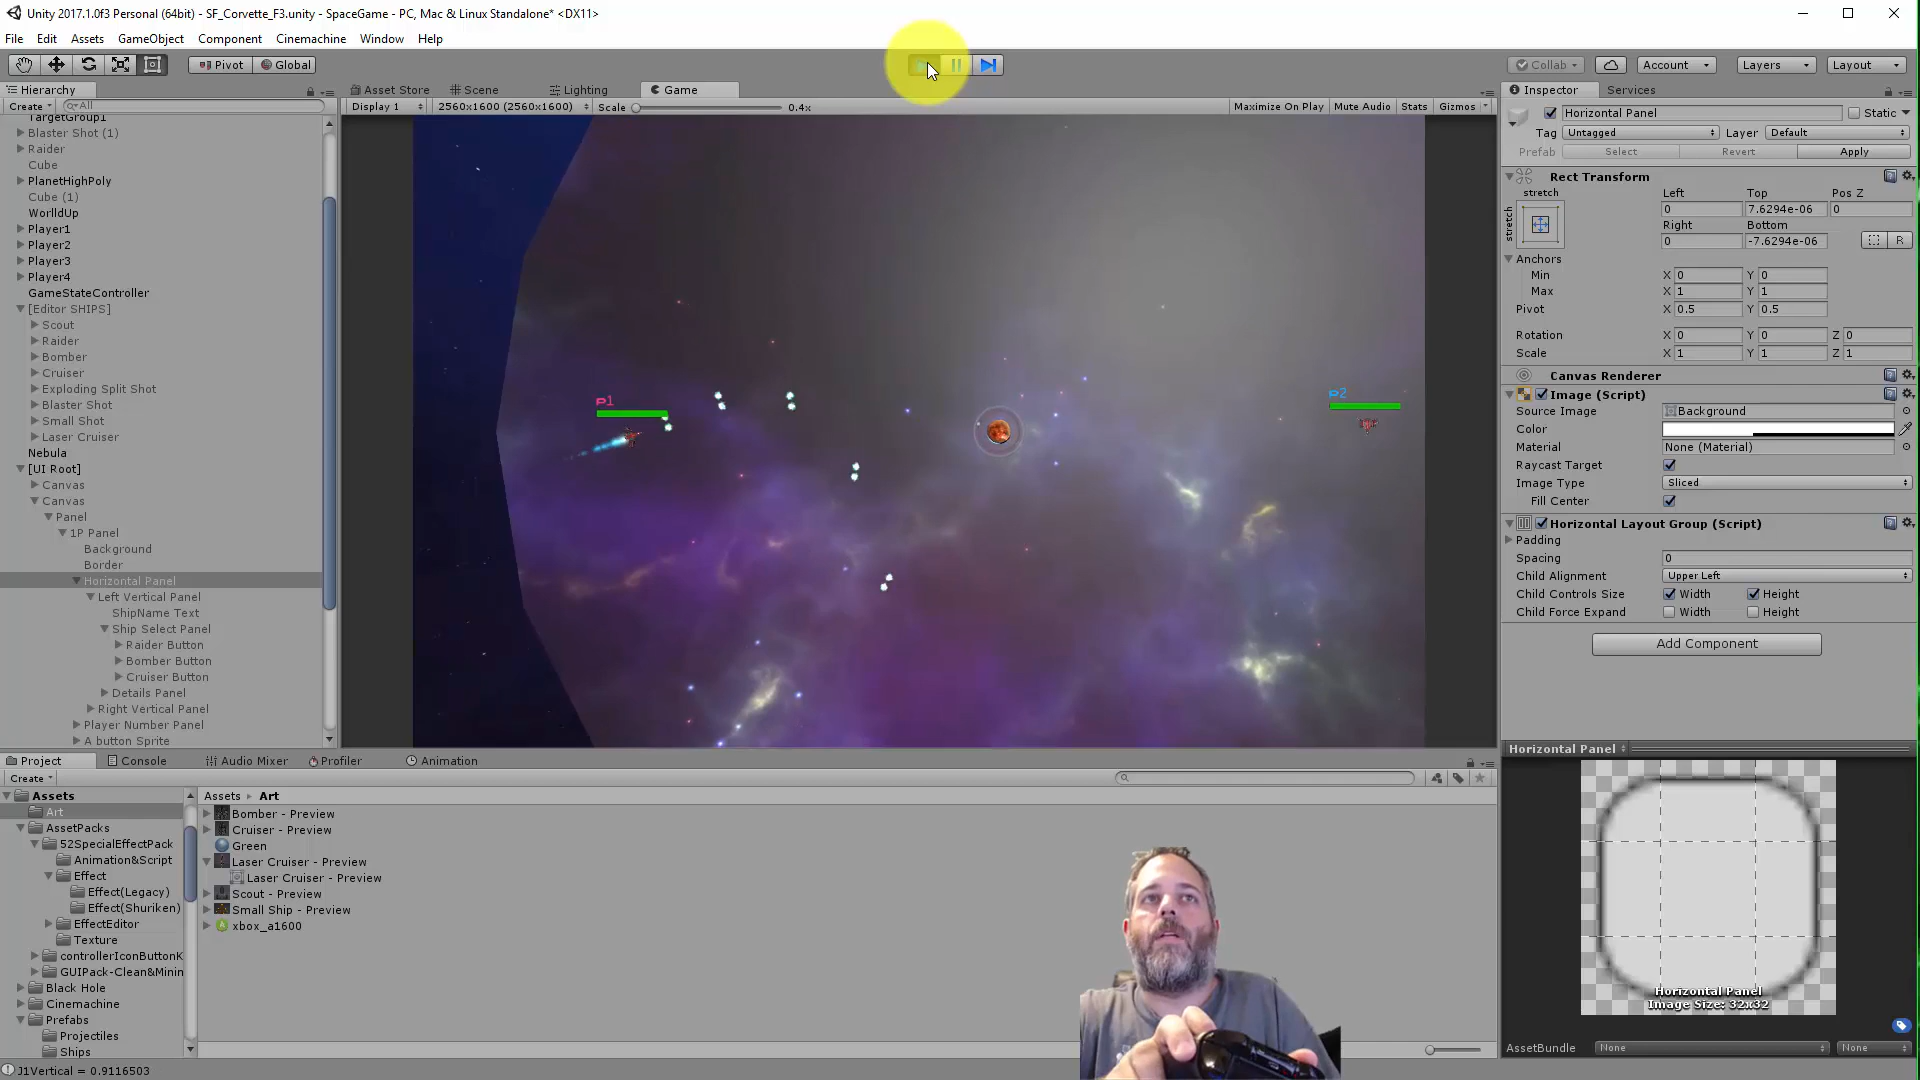 Unity 2017.1.0f3 Personal (64bit) - SF_Corvette_F3.unity - SpaceGame - PC, Mac & Linux Standalone* <DX11>
File Edit Assets GameObject Component Cinemachine Window Help
Pivot Global Collab Account Layers Layout
Hierarchy Asset Store Scene Lighting Game Inspector Services
Create All Display 1 2560x1600 (2560x1600) Scale 0.4x Maximize On Play Mute Audio Stats Gizmos
TargetGroup1
Blaster Shot (1)
Raider
Cube
PlanetHighPoly
Cube (1)
WorlldUp
Player1
Player2
Player3
Player4
GameStateController
[Editor SHIPS]
Scout
Raider
Bomber
Cruiser
Exploding Split Shot
Blaster Shot
Small Shot
Laser Cruiser
Nebula
[UI Root]
Canvas
Canvas
Panel
1P Panel
Background
Border
Horizontal Panel
Left Vertical Panel
ShipName Text
Ship Select Panel
Raider Button
Bomber Button
Cruiser Button
Details Panel
Right Vertical Panel
Player Number Panel
A button Sprite
P1
P2
Horizontal Panel Static
Tag Untagged Layer Default
Prefab Select Revert Apply
Rect Transform
stretch Left Top Pos Z
stretch 0 7.6294e-06 0
Right Bottom
0 -7.6294e-06 R
Anchors
Min X 0 Y 0
Max X 1 Y 1
Pivot X 0.5 Y 0.5
Rotation X 0 Y 0 Z 0
Scale X 1 Y 1 Z 1
Canvas Renderer
Image (Script)
Source Image Background
Color
Material None (Material)
Raycast Target
Image Type Sliced
Fill Center
Horizontal Layout Group (Script)
Padding
Spacing 0
Child Alignment Upper Left
Child Controls Size Width Height
Child Force Expand Width Height
Add Component
Horizontal Panel
Horizontal Panel
Image Size: 32x32
AssetBundle None None
Project Console Audio Mixer Profiler Animation
Create
Assets
Art
AssetPacks
52SpecialEffectPack
Animation&Script
Effect
Effect(Legacy)
Effect(Shuriken)
EffectEditor
Texture
controllerIconButtonK
GUIPack-Clean&Minin
Black Hole
Cinemachine
Prefabs
Projectiles
Ships
Assets Art
Bomber - Preview
Cruiser - Preview
Green
Laser Cruiser - Preview
Laser Cruiser - Preview
Scout - Preview
Small Ship - Preview
xbox_a1600
J1Vertical = 0.9116503